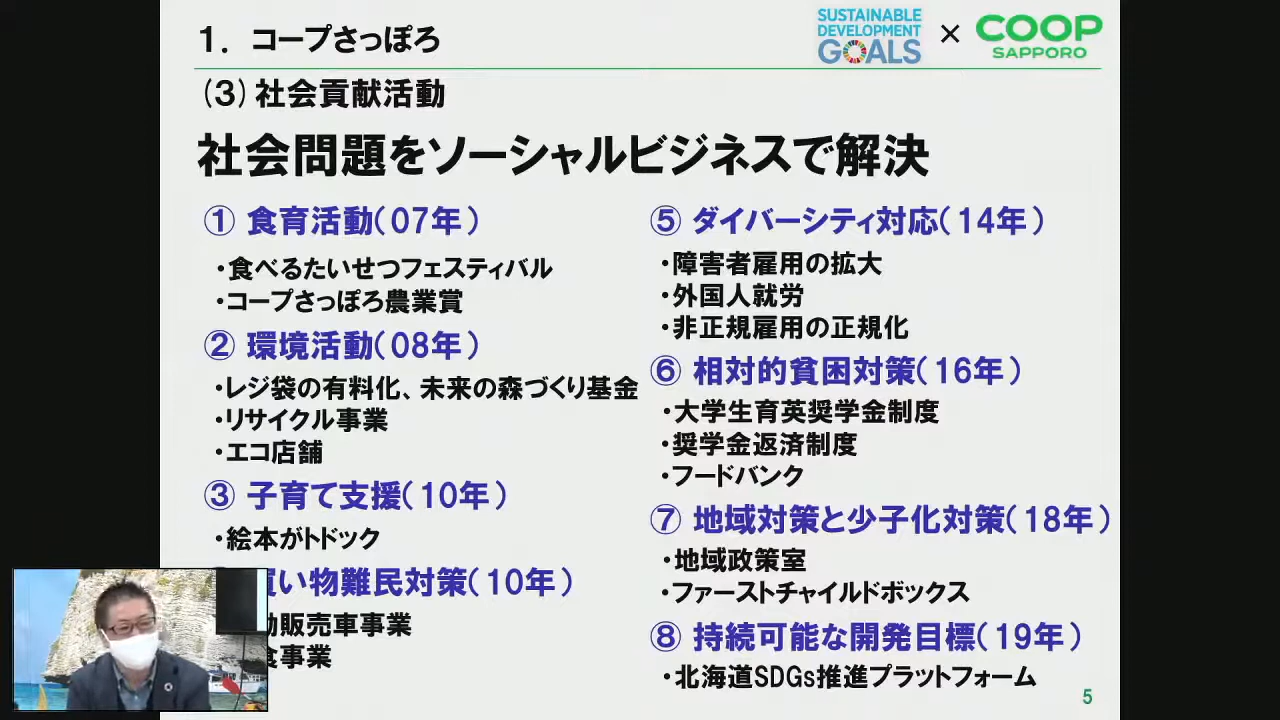 1. コープさっぽろ
SUSTAINABLE
DEVELOPMENT
GOALS
×
COOP
SAPPORO
(3)社会貢献活動
社会問題をソーシャルビジネスで解決
① 食育活動(07年)
・食べるたいせつフェスティバル
・コープさっぽろ農業賞
② 環境活動(08年)
・レジ袋の有料化、未来の森づくり基金
・リサイクル事業
・エコ店舗
③ 子育て支援(10年)
・絵本がトドック
買い物難民対策(10年)
動販売車事業
食事業
⑤ ダイバーシティ対応(14年)
・障害者雇用の拡大
・外国人就労
・非正規雇用の正規化
⑥ 相対的貧困対策(16年)
・大学生育英奨学金制度
・奨学金返済制度
・フードバンク
⑦ 地域対策と少子化対策(18年)
・地域政策室
・ファーストチャイルドボックス
⑧ 持続可能な開発目標(19年)
・北海道SDGs推進プラットフォーム
5